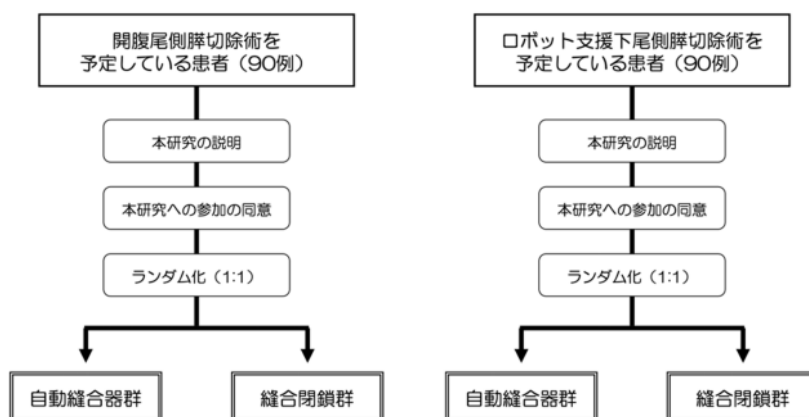 開腹尾側膵切除術を
予定している患者（90例）
本研究の説明
本研究への参加の同意
ランダム化（1:1）
自動縫合器群
縫合閉鎖群
ロボット支援下尾側膵切除術を
予定している患者（90例）
本研究の説明
本研究への参加の同意
ランダム化（1:1）
自動縫合器群
縫合閉鎖群